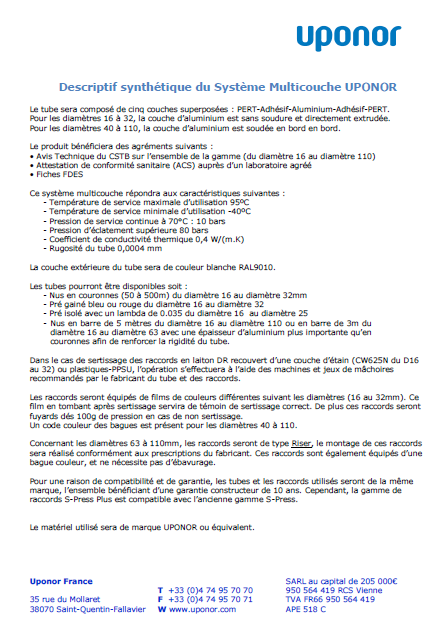 uponor
Descriptif synthétique du Système Multicouche UPONOR
Le tube sera composé de cinq couches superposées : PERT-Adhésif-Aluminium-Adhésif-PERT.
Pour les diamètres 16 à 32, la couche d'aluminium est sans soudure et directement extrudée.
Pour les diamètres 40 à 110, la couche d'aluminium est soudée en bord en bord.
Le produit bénéficiera des agréments suivants :
• Avis Technique du CSTB sur l'ensemble de la gamme (du diamètre 16 au diamètre 110)
• Attestation de conformité sanitaire (ACS) auprès d'un laboratoire agréé
• Fiches FDES
Ce système multicouche répondra aux caractéristiques suivantes :
- Température de service maximale d'utilisation 95ºC
- Température de service minimale d'utilisation -40ºC
- Pression de service continue à 70°C : 10 bars
- Pression d'éclatement supérieure 80 bars
- Coefficient de conductivité thermique 0,4 W/(m.K)
- Rugosité du tube 0,0004 mm
La couche extérieure du tube sera de couleur blanche RAL9010.
Les tubes pourront être disponibles soit :
- Nus en couronnes (50 à 500m) du diamètre 16 au diamètre 32mm
- Pré gainé bleu ou rouge du diamètre 16 au diamètre 32
- Pré isolé avec un lambda de 0.035 du diamètre 16 au diamètre 25
- Nus en barre de 5 mètres du diamètre 16 au diamètre 110 ou en barre de 3m du
diamètre 16 au diamètre 63 avec une épaisseur d'aluminium plus importante qu'en
couronnes afin de renforcer la rigidité du tube.
Dans le cas de sertissage des raccords en laiton DR recouvert d'une couche d'étain (CW625N du D16
au 32) ou plastiques-PPSU, l'opération s'effectuera à l'aide des machines et jeux de mâchoires
recommandés par le fabricant du tube et des raccords.
Les raccords seront équipés de films de couleurs différentes suivant les diamètres (16 au 32mm). Ce
film en tombant après sertissage servira de témoin de sertissage correct. De plus ces raccords seront
fuyards dés 100g de pression en cas de non sertissage.
Un code couleur des bagues est présent pour les diamètres 40 à 110.
Concernant les diamètres 63 à 110mm, les raccords seront de type Riser, le montage de ces raccords
sera réalisé conformément aux prescriptions du fabricant. Ces raccords sont également équipés d'une
bague couleur, et ne nécessite pas d'ébavurage.
Pour une raison de compatibilité et de garantie, les tubes et les raccords utilisés seront de la même
marque, l'ensemble bénéficiant d'une garantie constructeur de 10 ans. Cependant, la gamme de
raccords S-Press Plus est compatible avec l'ancienne gamme S-Press.
Le matériel utilisé sera de marque UPONOR ou équivalent.
Uponor France
35 rue du Mollaret
38070 Saint-Quentin-Fallavier
T +33 (0)4 74 95 70 70
F +33 (0)4 74 95 70 71
W www.uponor.com
SARL au capital de 205 000€
950 564 419 RCS Vienne
TVA FR66 950 564 419
APE 518 C